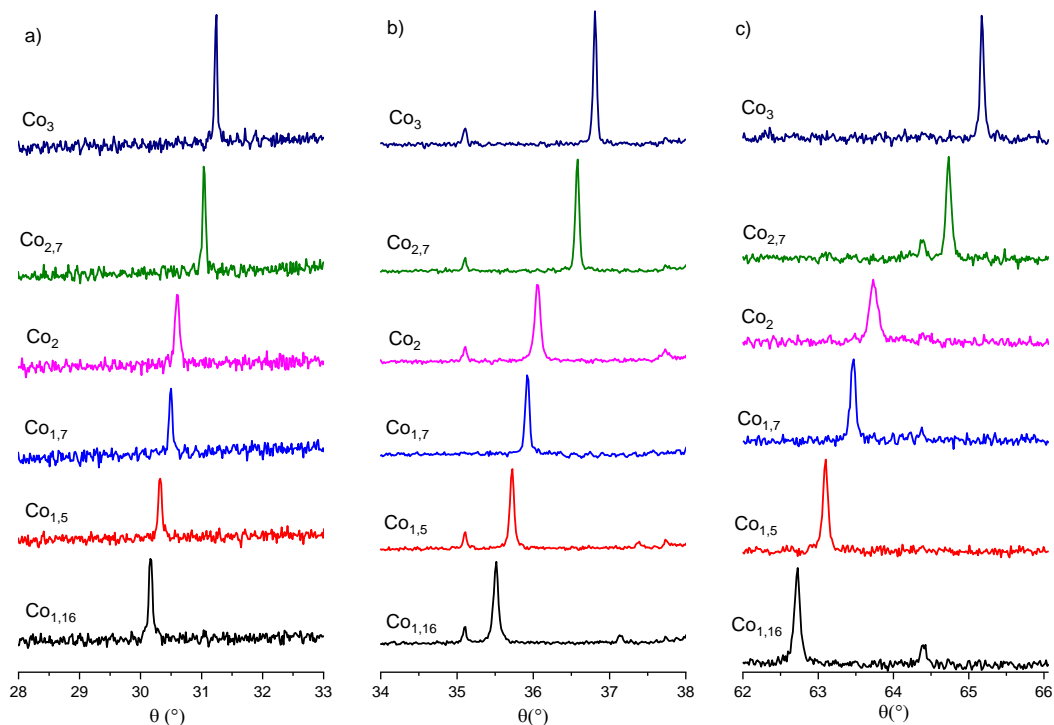 a)
Co3
Co2,7
Co2
Co1,7
Co1,5
Co1,16
28 29 30 31 32 33
θ (°)
b)
Co3
Co2,7
Co2
Co1,7
Co1,5
Co1,16
34 35 36 37 38
θ(°)
c)
Co3
Co2,7
Co2
Co1,7
Co1,5
Co1,16
62 63 64 65 66
θ(°)